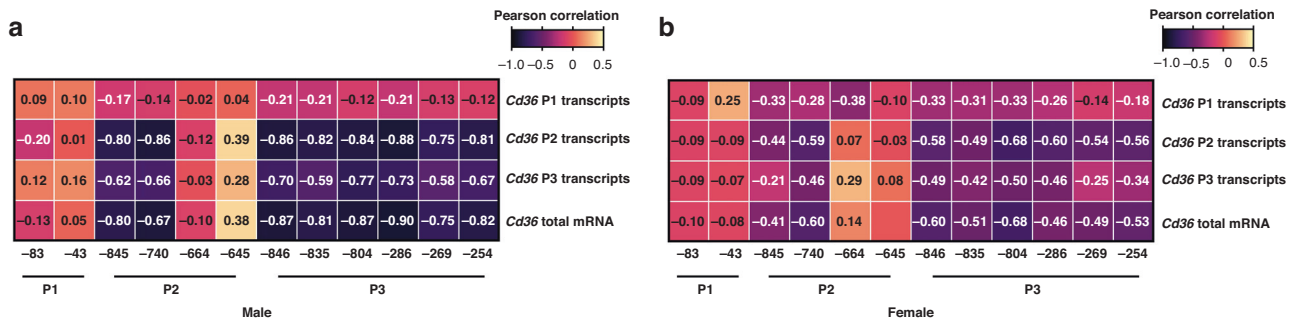 a
Pearson correlation
−1.0 −0.5 0 0.5
0.09 0.10 −0.17 −0.14 −0.02 0.04 −0.21 −0.21 −0.12 −0.21 −0.13 −0.12 Cd36 P1 transcripts
−0.20 0.01 −0.80 −0.86 −0.12 0.39 −0.86 −0.82 −0.84 −0.88 −0.75 −0.81 Cd36 P2 transcripts
0.12 0.16 −0.62 −0.66 −0.03 0.28 −0.70 −0.59 −0.77 −0.73 −0.58 −0.67 Cd36 P3 transcripts
−0.13 0.05 −0.80 −0.67 −0.10 0.38 −0.87 −0.81 −0.87 −0.90 −0.75 −0.82 Cd36 total mRNA
−83 −43 −845 −740 −664 −645 −846 −835 −804 −286 −269 −254
P1 P2 P3
Male
b
Pearson correlation
−1.0 −0.5 0 0.5
−0.09 0.25 −0.33 −0.28 −0.38 −0.10 −0.33 −0.31 −0.33 −0.26 −0.14 −0.18 Cd36 P1 transcripts
−0.09 −0.09 −0.44 −0.59 0.07 −0.03 −0.58 −0.49 −0.68 −0.60 −0.54 −0.56 Cd36 P2 transcripts
−0.09 −0.07 −0.21 −0.46 0.29 0.08 −0.49 −0.42 −0.50 −0.46 −0.25 −0.34 Cd36 P3 transcripts
−0.10 −0.08 −0.41 −0.60 0.14 −0.60 −0.51 −0.68 −0.46 −0.49 −0.53 Cd36 total mRNA
−83 −43 −845 −740 −664 −645 −846 −835 −804 −286 −269 −254
P1 P2 P3
Female